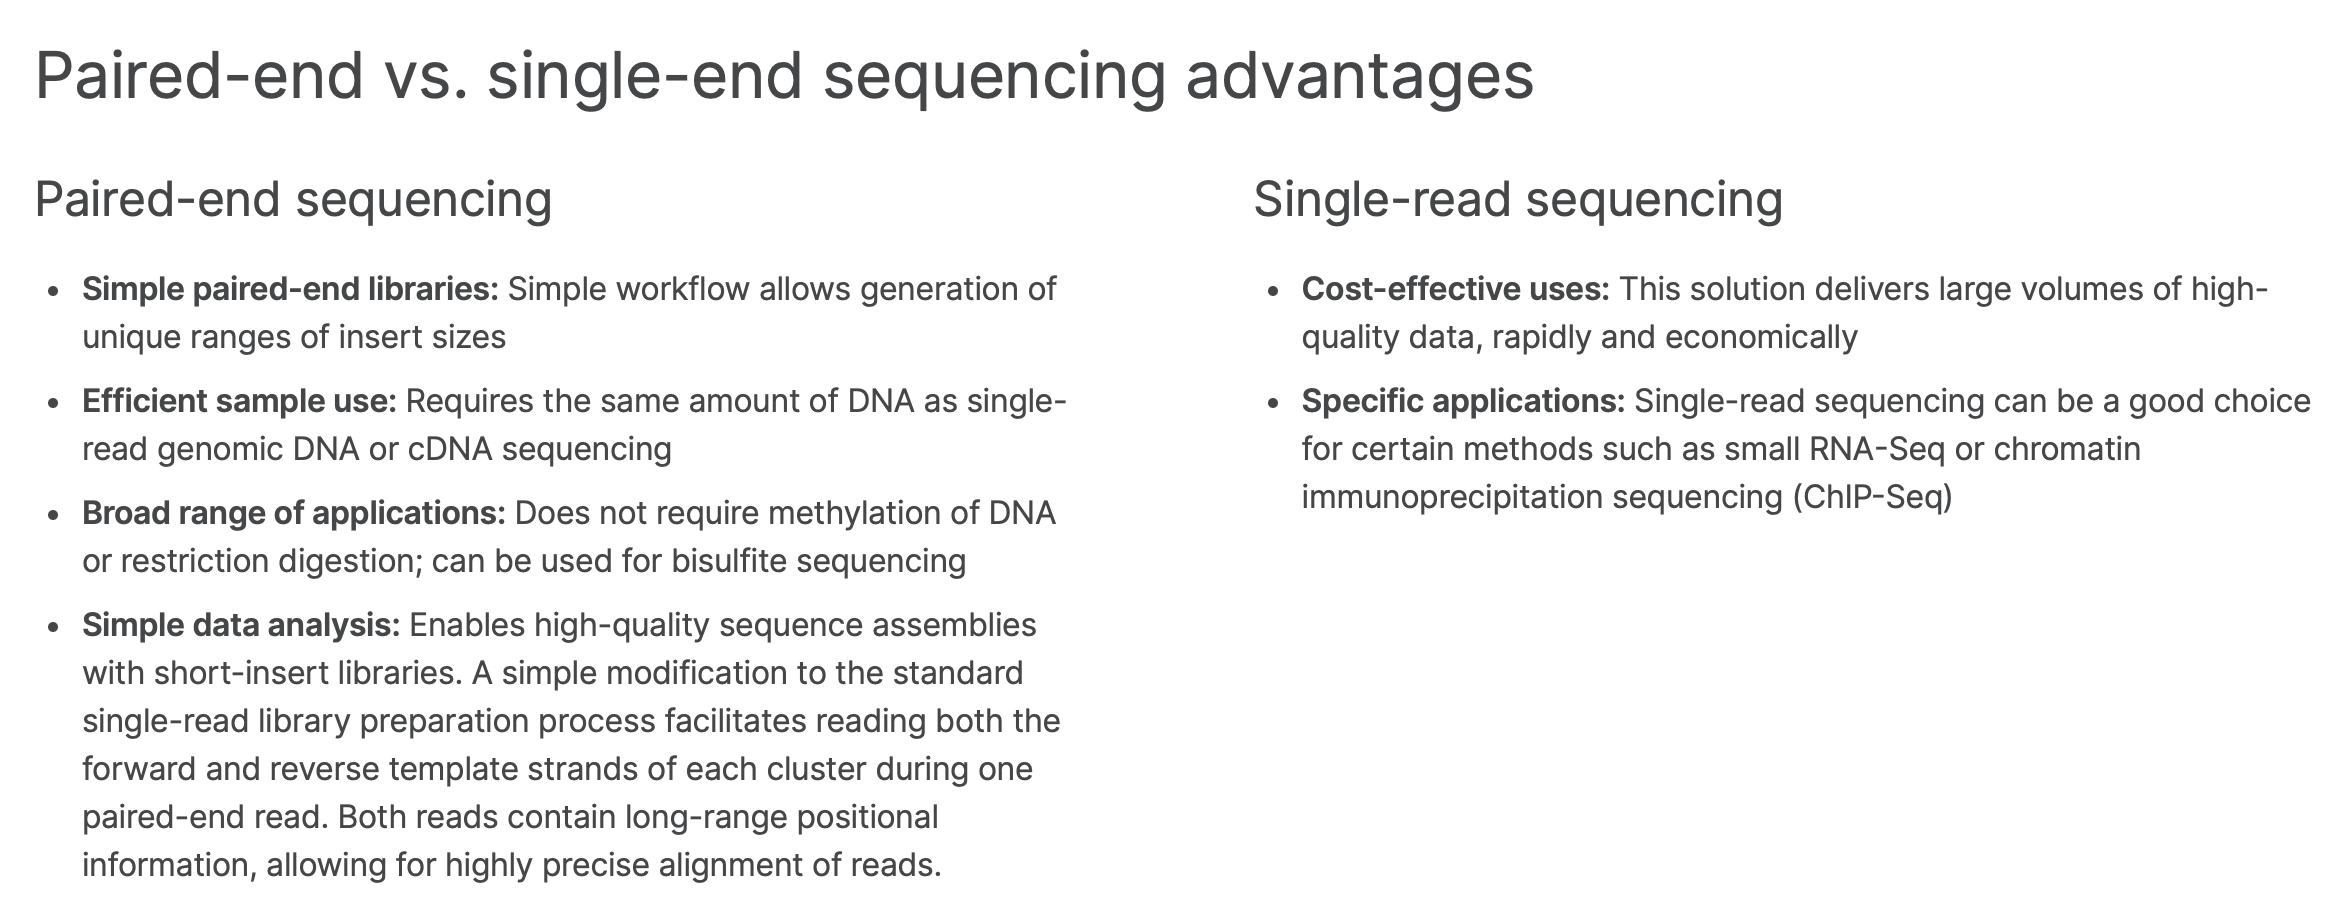 Paired-end vs. single-end sequencing advantages
Paired-end sequencing
• Simple paired-end libraries: Simple workflow allows generation of
unique ranges of insert sizes
• Efficient sample use: Requires the same amount of DNA as single-
read genomic DNA or cDNA sequencing
• Broad range of applications: Does not require methylation of DNA
or restriction digestion; can be used for bisulfite sequencing
• Simple data analysis: Enables high-quality sequence assemblies
with short-insert libraries. A simple modification to the standard
single-read library preparation process facilitates reading both the
forward and reverse template strands of each cluster during one
paired-end read. Both reads contain long-range positional
information, allowing for highly precise alignment of reads.
Single-read sequencing
• Cost-effective uses: This solution delivers large volumes of high-
quality data, rapidly and economically
• Specific applications: Single-read sequencing can be a good choice
for certain methods such as small RNA-Seq or chromatin
immunoprecipitation sequencing (ChIP-Seq)